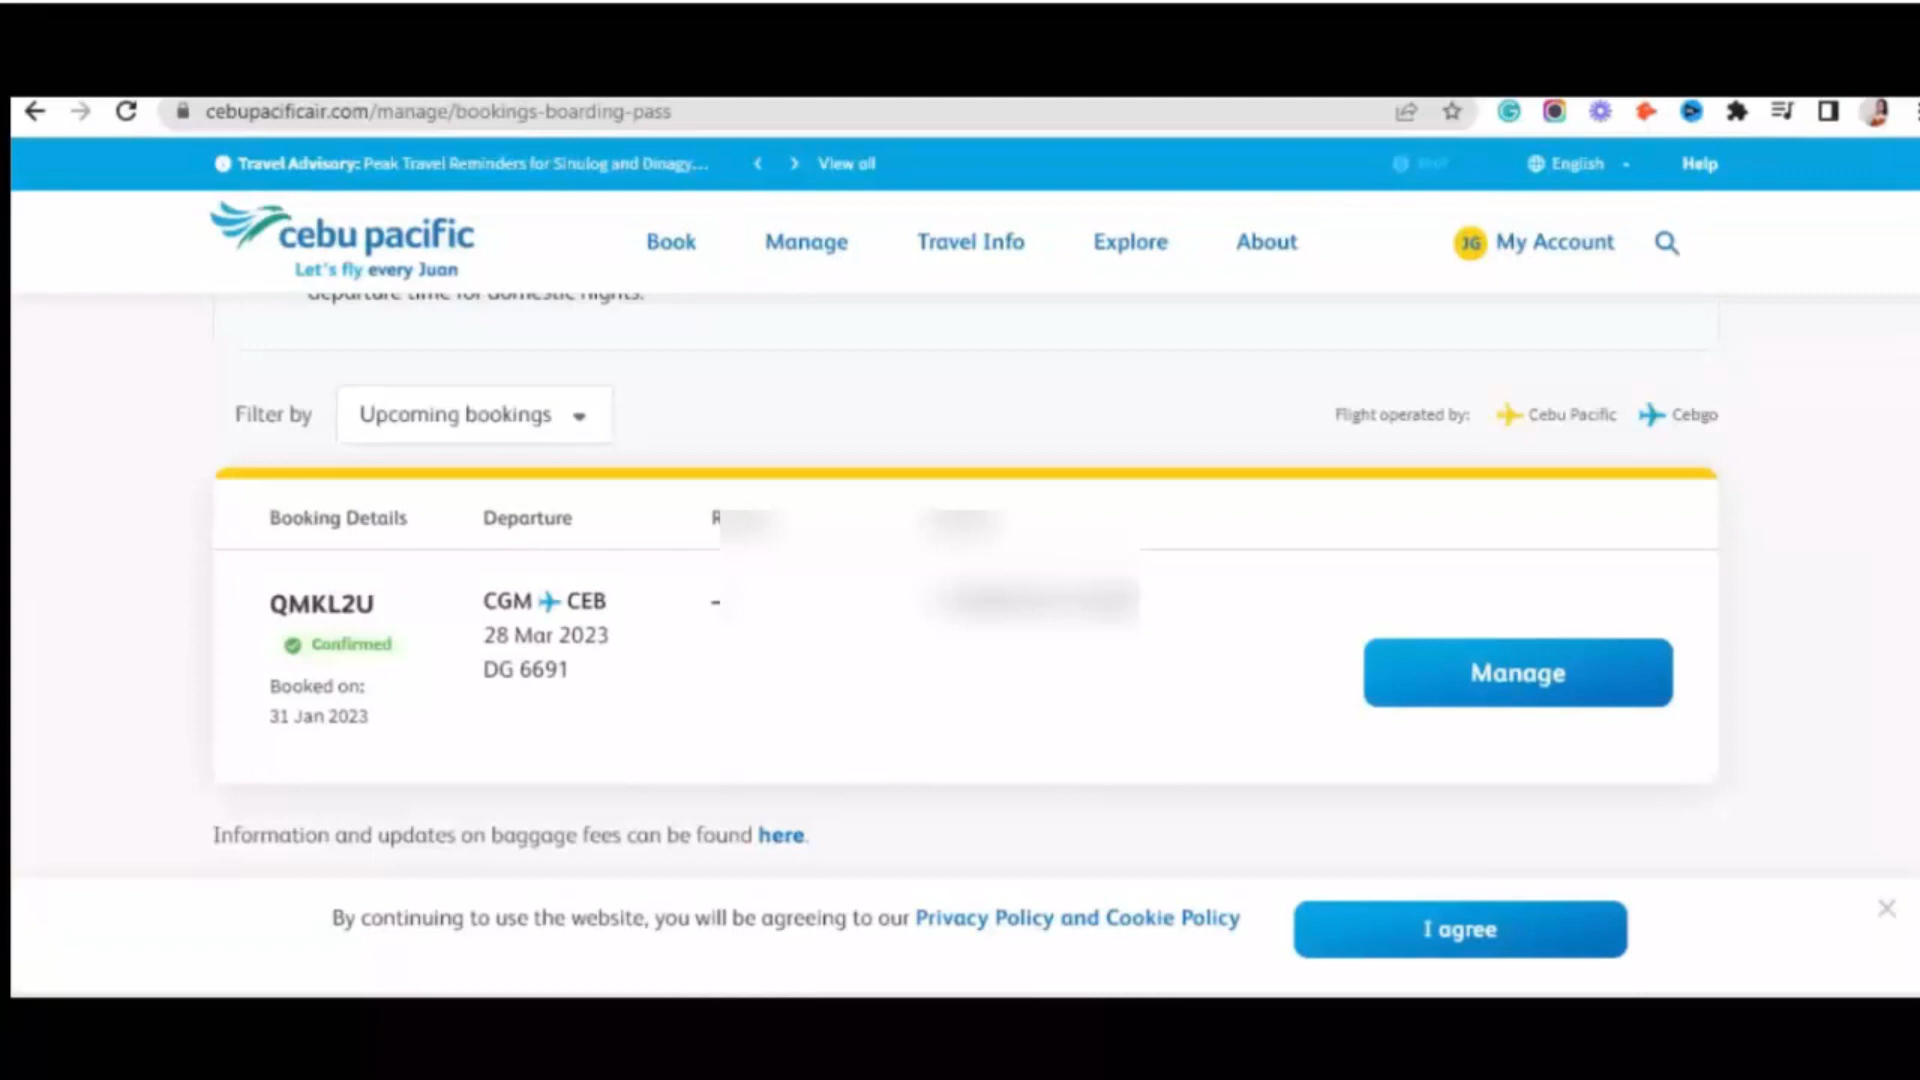 cebupacificair.com/manage/bookings-boarding-pass
Travel Advisory: Peak Travel Reminders for Sinulog and Dinagy... < > View all
English Help
cebu pacific
Let's fly every Juan
Book Manage Travel Info Explore About JG My Account
departure time for domestic flights.
Filter by Upcoming bookings Flight operated by: Cebu Pacific Cebgo
Booking Details Departure
QMKL2U CGM CEB -
Confirmed 28 Mar 2023
Booked on: DG 6691
31 Jan 2023
Manage
Information and updates on baggage fees can be found here.
By continuing to use the website, you will be agreeing to our Privacy Policy and Cookie Policy
I agree